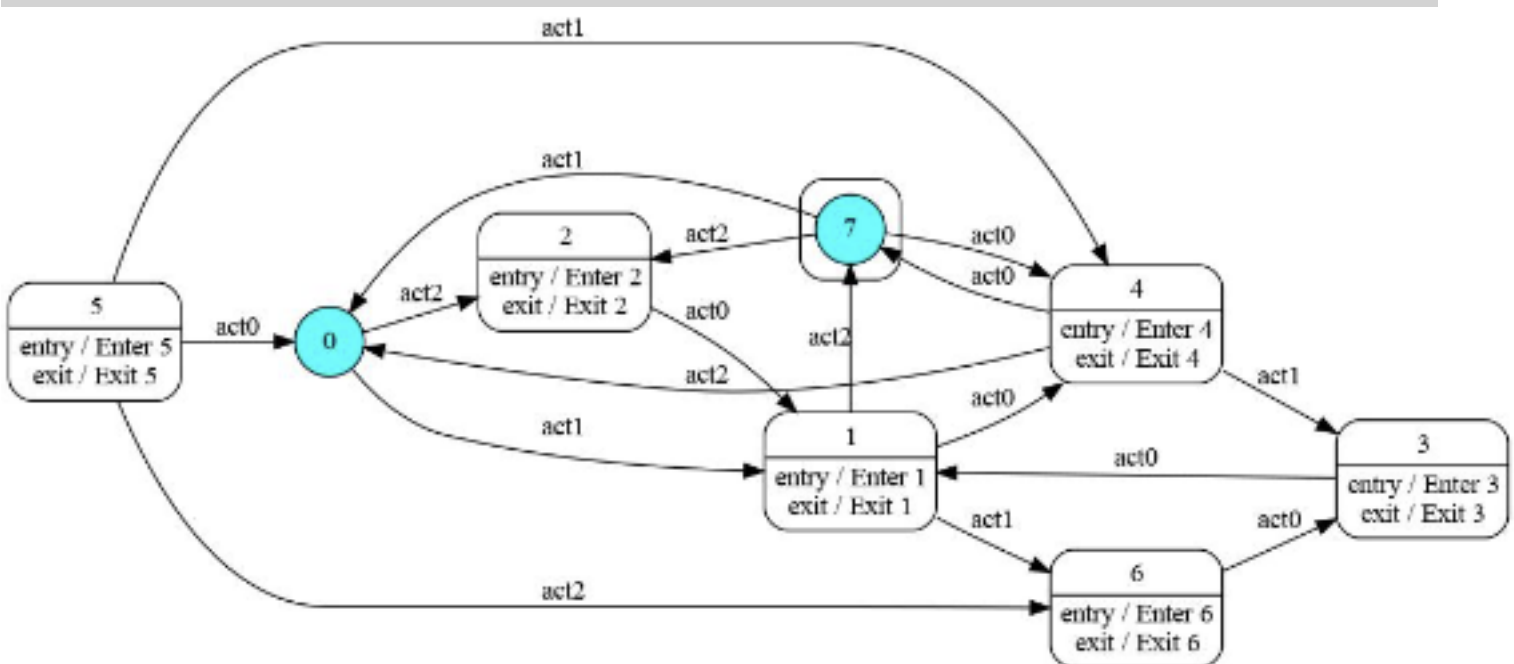 act1
act1
7
act2
act0
2
entry / Enter 2
exit / Exit 2
act0
4
entry / Enter 4
exit / Exit 4
5
entry / Enter 5
exit / Exit 5
act0
0
act2
act0
act2
act2
act1
act0
act1
1
entry / Enter 1
exit / Exit 1
act0
3
entry / Enter 3
exit / Exit 3
act1
act0
6
entry / Enter 6
exit / Exit 6
act2